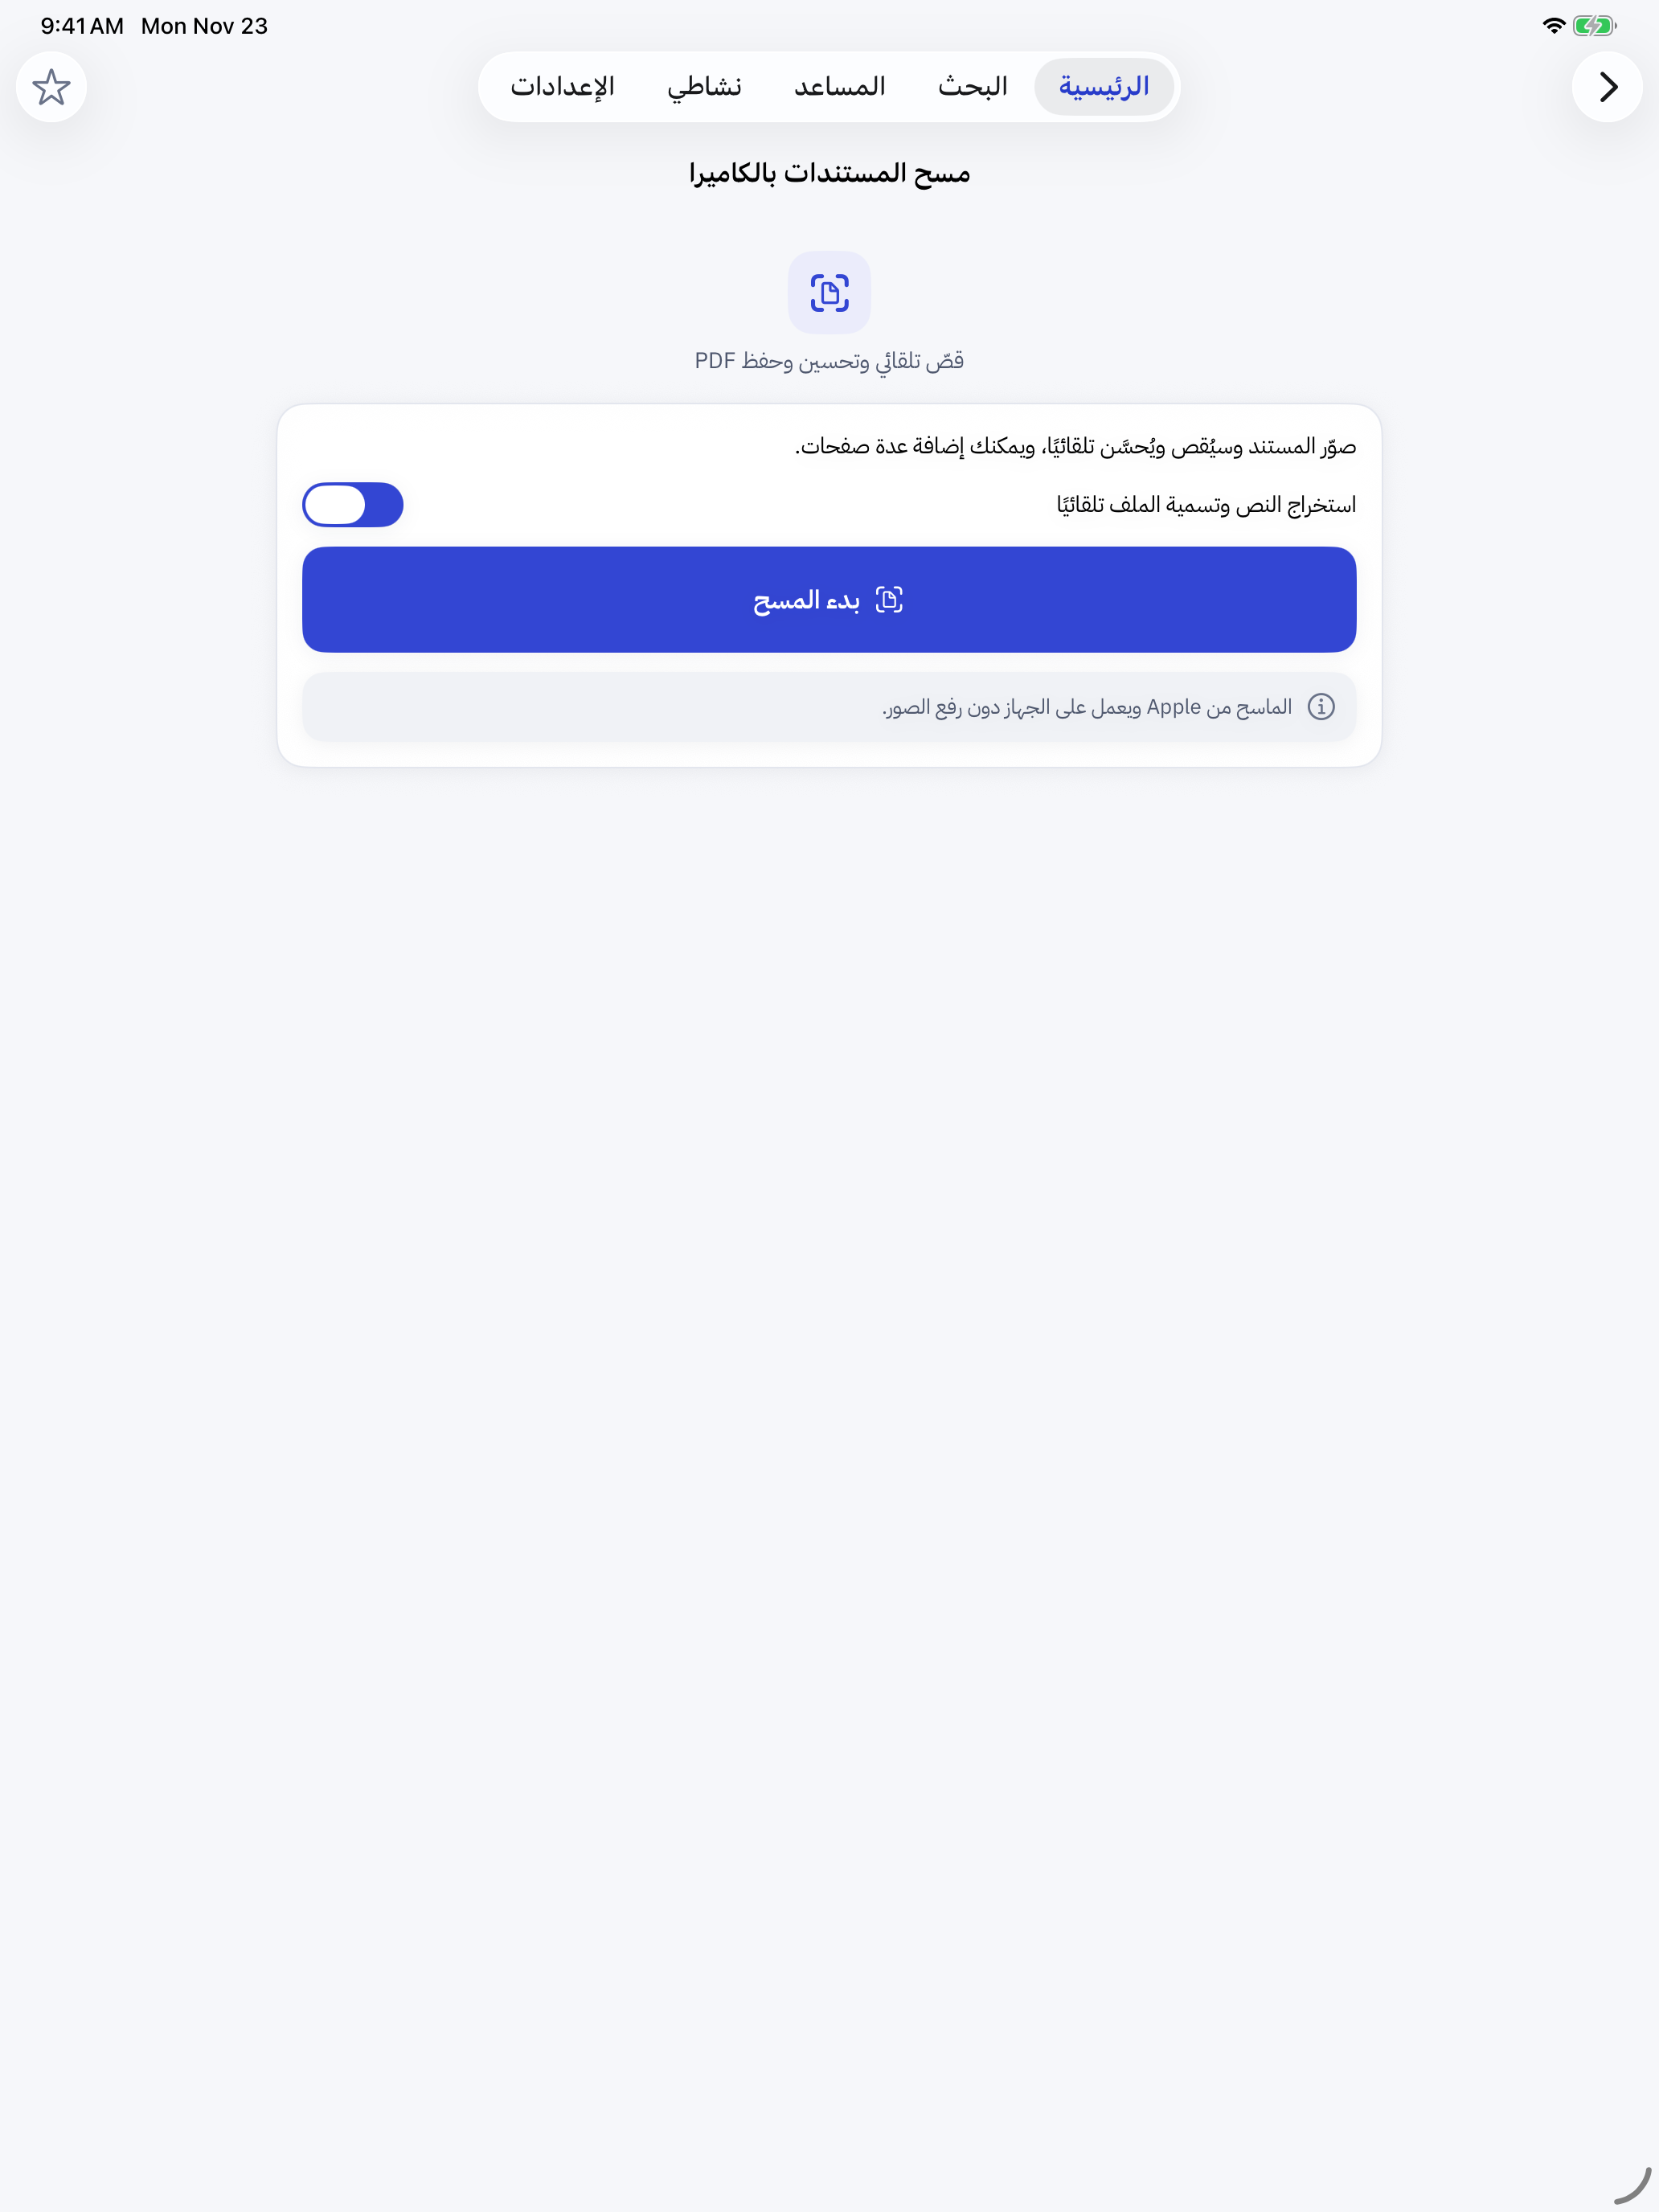 9:41 AM Mon Nov 23
الرئيسية البحث المساعد نشاطي الإعدادات
مسح المستندات بالكاميرا
قصّ تلقائي وتحسين وحفظ PDF
صوّر المستند وسيُقص ويُحسَّن تلقائيًا، ويمكنك إضافة عدة صفحات.
استخراج النص وتسمية الملف تلقائيًا
بدء المسح
الماسح من Apple ويعمل على الجهاز دون رفع الصور.